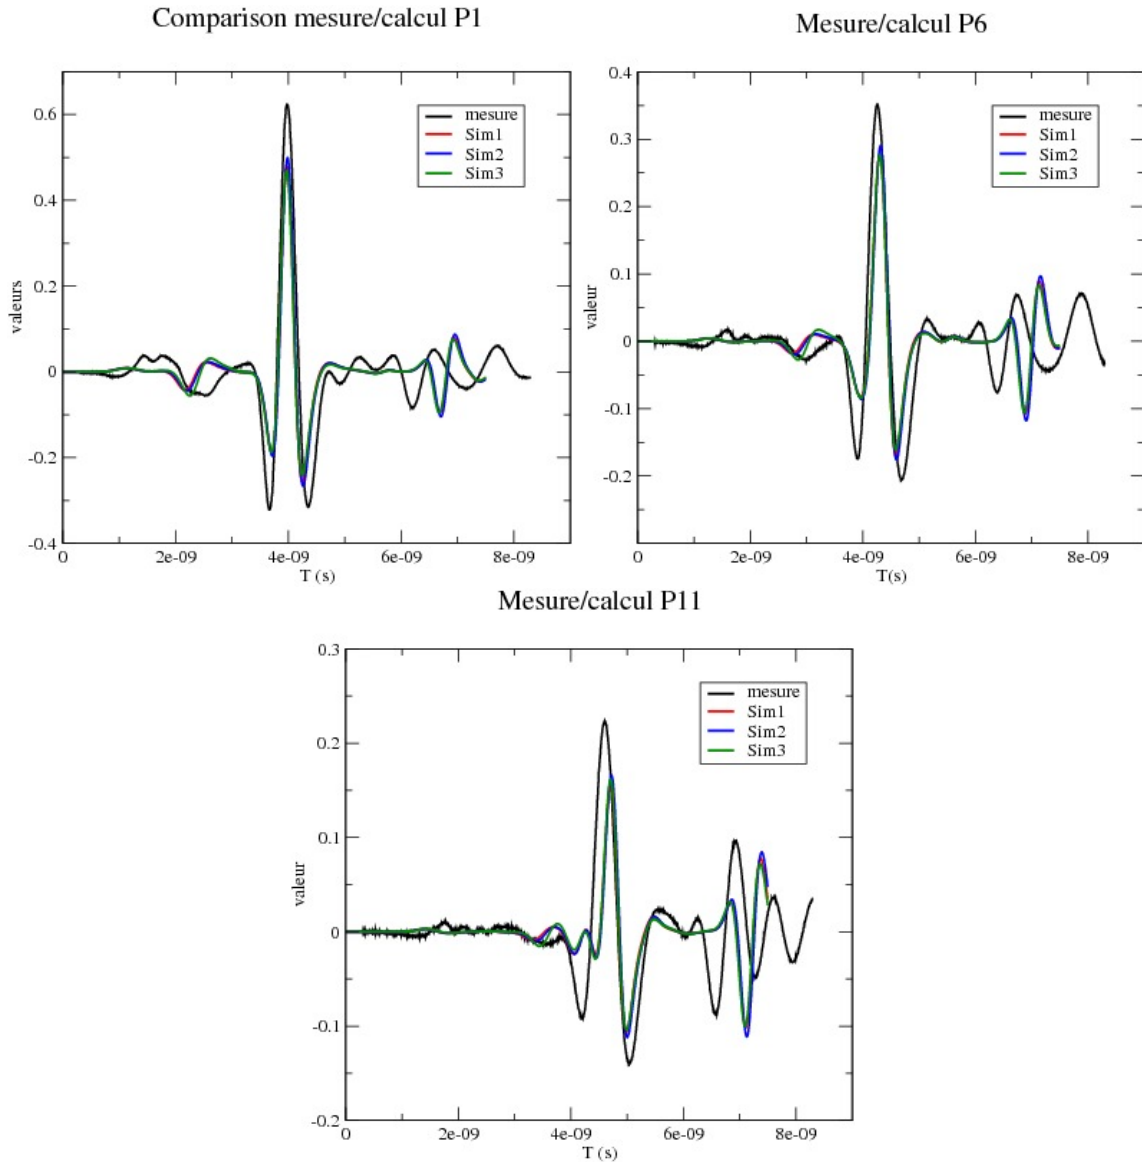 Comparison mesure/calcul P1
0.6
0.4
0.2
0
-0.2
-0.4
valeurs
mesure
Sim1
Sim2
Sim3
0
2e-09
4e-09
6e-09
8e-09
T (s)
Mesure/calcul P6
0.4
0.3
0.2
0.1
0
-0.1
-0.2
valeur
mesure
Sim1
Sim2
Sim3
0
2e-09
4e-09
6e-09
8e-09
T(s)
Mesure/calcul P11
0.3
0.2
0.1
0
-0.1
-0.2
valeur
mesure
Sim1
Sim2
Sim3
0
2e-09
4e-09
6e-09
8e-09
T (s)